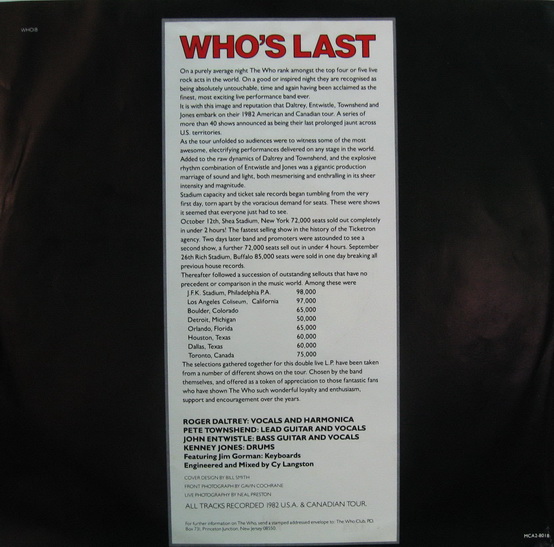 WHO'S LAST
On a purely average night The Who rank amongst the top four or five live
rock acts in the world. On a good or inspired night they are recognised as
being absolutely untouchable, time and again having been acclaimed as the
finest, most exciting live performance band ever.
It is with this image and reputation that Daltrey, Entwistle, Townshend and
Jones embark on their 1982 American and Canadian tour. A series of
more than 40 shows announced as being their last prolonged jaunt across
U.S. territories.
As the tour unfolded so audiences were to witness some of the most
awesome, electrifying performances delivered on any stage in the world.
Added to the raw dynamics of Daltrey and Townshend, and the explosive
rhythm combination of Entwistle and Jones was a gigantic production
marriage of sound and light, both mesmerising and enthralling in its sheer
intensity and magnitude.
Stadium capacity and ticket sale records began tumbling from the very
first day, torn apart by the voracious demand for seats. These were shows
it seemed that everyone just had to see.
October 12th, Shea Stadium, New York 72,000 seats sold out completely
in under 2 hours! The fastest selling show in the history of the Ticketron
agency. Two days later band and promoters were astounded to see a
second show, a further 72,000 seats sell out in under 4 hours. September
26th Rich Stadium, Buffalo 85,000 seats were sold in one day breaking all
previous house records.
Thereafter followed a succession of outstanding sellouts that have no
precedent or comparison in the music world. Among these were
J.F.K. Stadium, Philadelphia P.A. 98,000
Los Angeles Coliseum, California 97,000
Boulder, Colorado 65,000
Detroit, Michigan 50,000
Orlando, Florida 65,000
Houston, Texas 60,000
Dallas, Texas 60,000
Toronto, Canada 75,000
The selections gathered together for this double live L.P. have been taken
from a number of different shows on the tour. Chosen by the band
themselves, and offered as a token of appreciation to those fantastic fans
who have shown The Who such wonderful loyalty and enthusiasm,
support and encouragement over the years.
ROGER DALTREY: VOCALS AND HARMONICA
PETE TOWNSHEND: LEAD GUITAR AND VOCALS
JOHN ENTWISTLE: BASS GUITAR AND VOCALS
KENNEY JONES: DRUMS
Featuring Jim Gorman: Keyboards
Engineered and Mixed by Cy Langston
COVER DESIGN BY BILL SMITH
FRONT PHOTOGRAPH BY GAVIN COCHRANE
LIVE PHOTOGRAPHY BY NEAL PRESTON
ALL TRACKS RECORDED 1982 U.S.A. & CANADIAN TOUR.
For further information on The Who, send a stamped addressed envelope to: The Who Club, P.O.
Box 7.5, Princeton Junction, New Jersey 08550
MCA2-8018